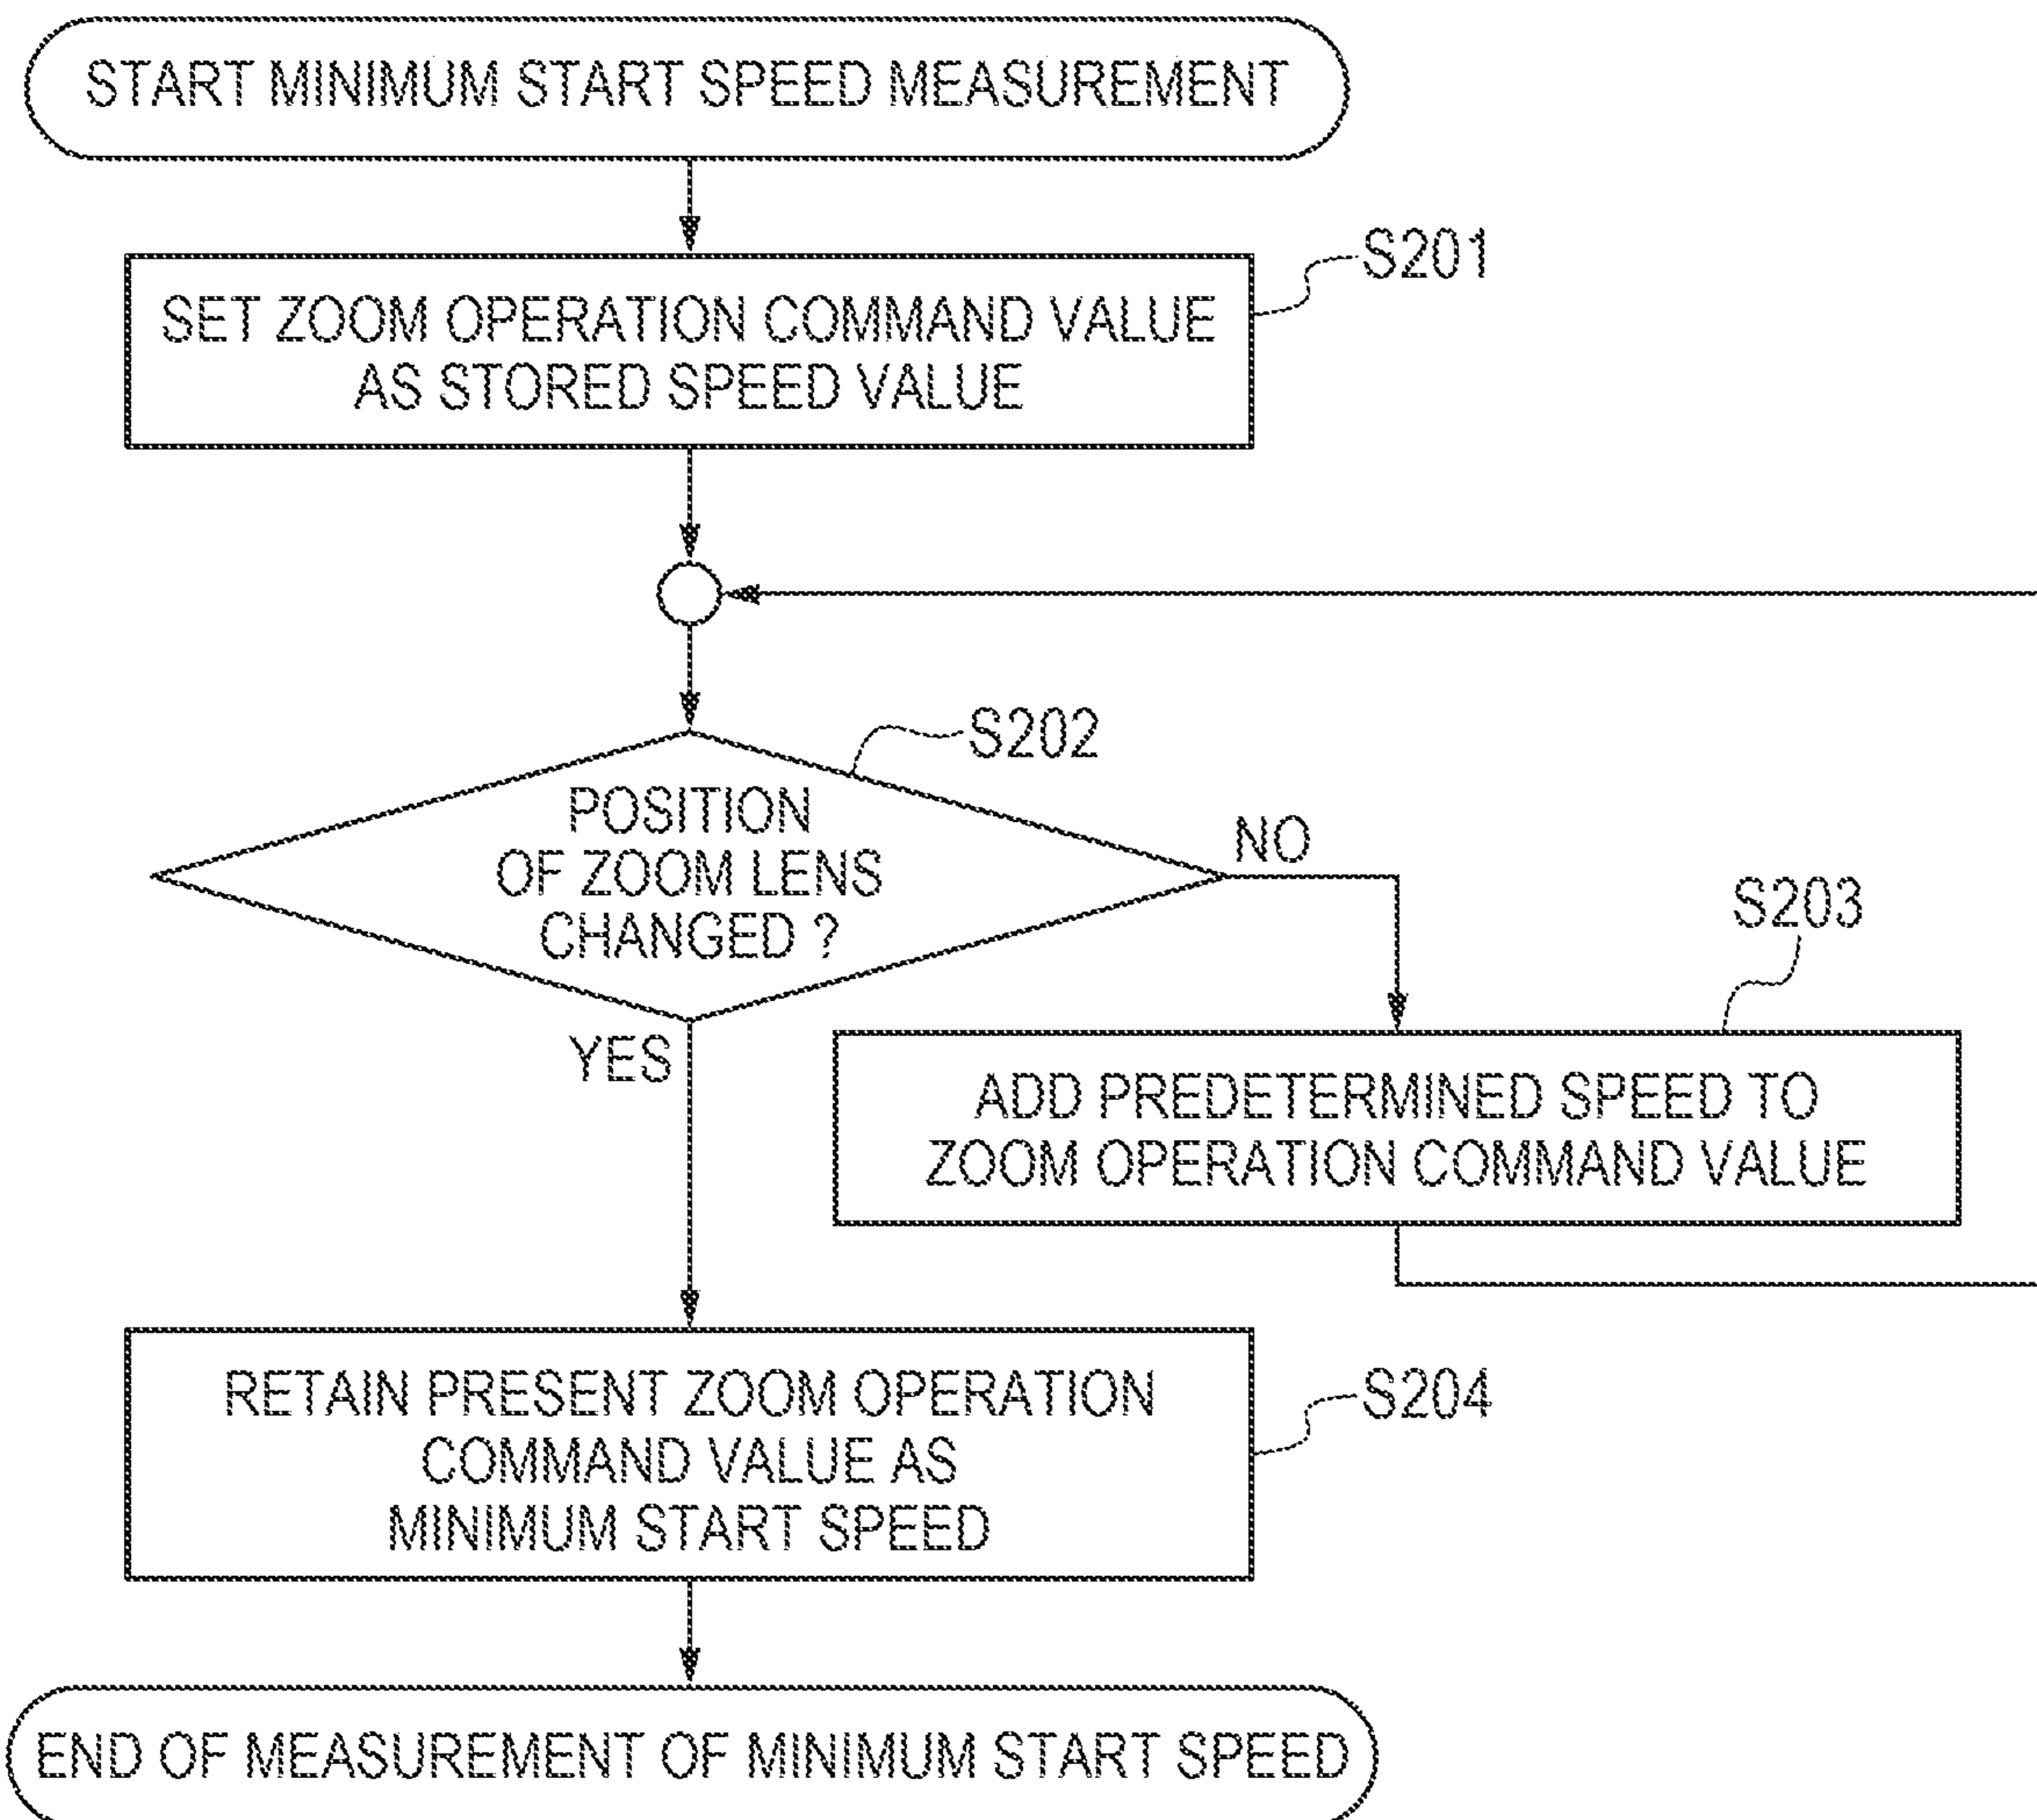 START MINIMUM START SPEED MEASUREMENT
S201
SET ZOOM OPERATION COMMAND VALUE
AS STORED SPEED VALUE
S202
POSITION
OF ZOOM LENS
CHANGED ?
NO
S203
YES
ADD PREDETERMINED SPEED TO
ZOOM OPERATION COMMAND VALUE
RETAIN PRESENT ZOOM OPERATION
COMMAND VALUE AS
MINIMUM START SPEED
S204
END OF MEASUREMENT OF MINIMUM START SPEED